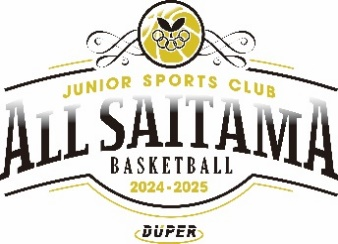 JUNIOR SPORTS CLUB
ALL SAITAMA
BASKETBALL
2024-2025
DUPER